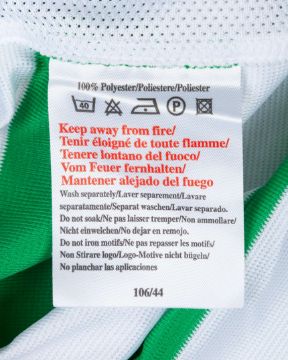 100% Polyester/Poliestere/Poliester
40 P
Keep away from fire/
Tenir éloigné de toute flamme/
Tenere lontano del fuoco/
Vom Feuer fernhalten/
Mantener alejado del fuego
Wash separately/Laver separement/Lavare
separatamente/Separat waschen/Lavar separado.
Do not soak/Ne pas laisser tremper/Non ammollare/
Nicht einweichen/No dejar en remojo.
Do not iron motifs/Ne pas repasser les motifs/
Non Stirare logo/Logo-Motive nicht bügeln/
No planchar las aplicaciones
106/44